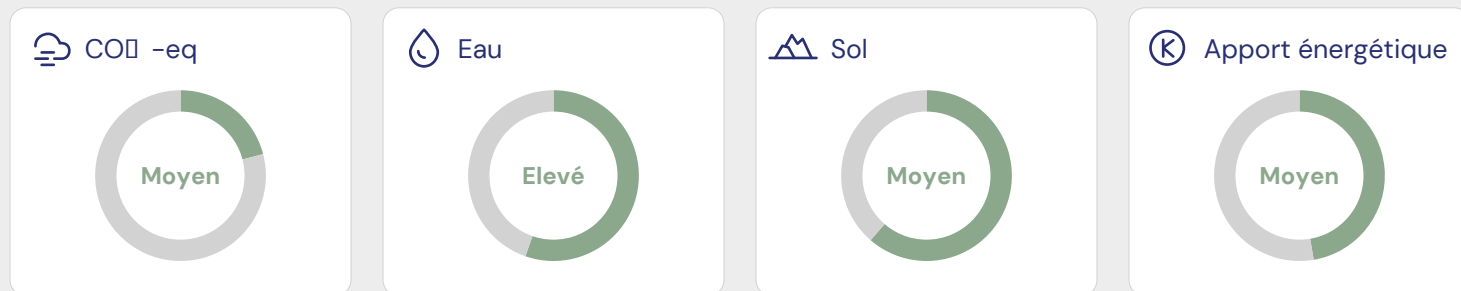 CO▯ -eq
Moyen
Eau
Elevé
Sol
Moyen
Apport énergétique
Moyen